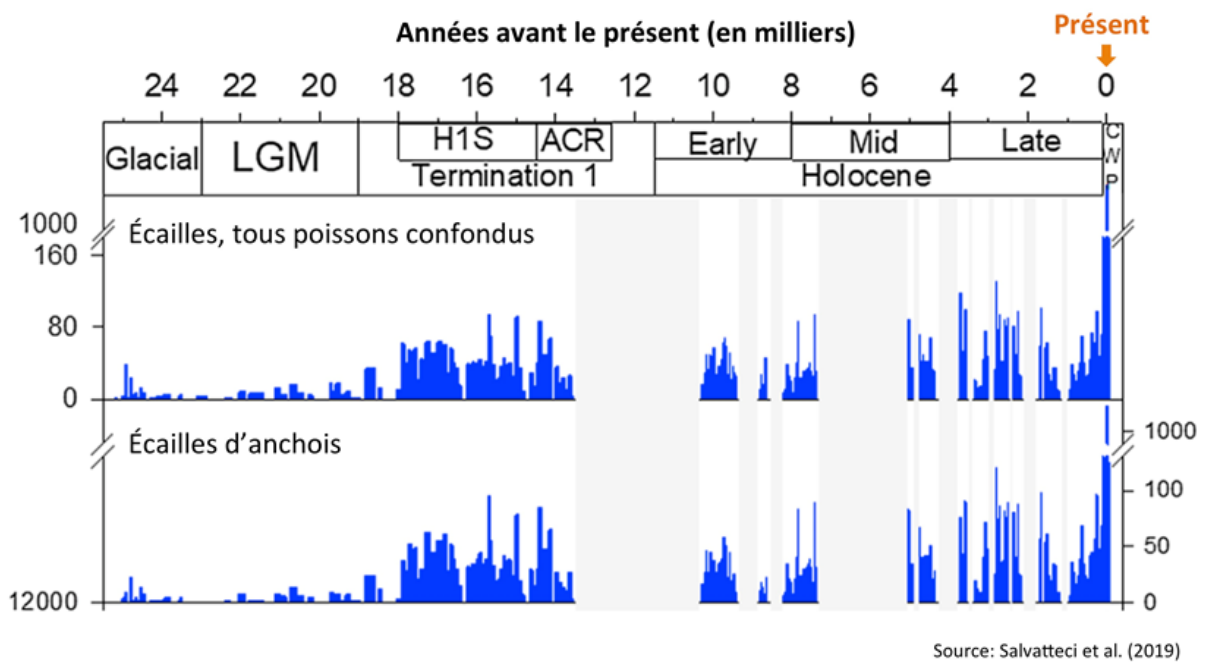 Années avant le présent (en milliers)
Présent
24 22 20 18 16 14 12 10 8 6 4 2 0
Glacial LGM H1S ACR Early Mid Late CWP
Termination 1 Holocene
1000
Écailles, tous poissons confondus
160
80
0
Écailles d’anchois
1000
100
50
12000 0
Source: Salvatteci et al. (2019)